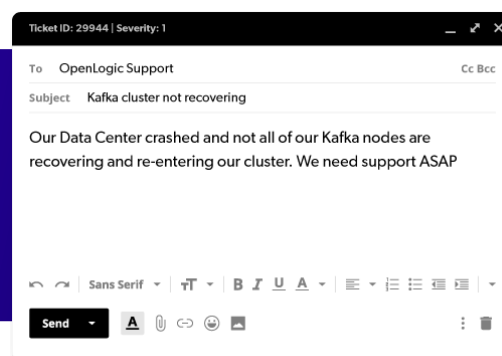 Ticket ID: 29944 | Severity: 1
To OpenLogic Support Cc Bcc
Subject Kafka cluster not recovering
Our Data Center crashed and not all of our Kafka nodes are
recovering and re-entering our cluster. We need support ASAP
Sans Serif TT B I U A
Send A